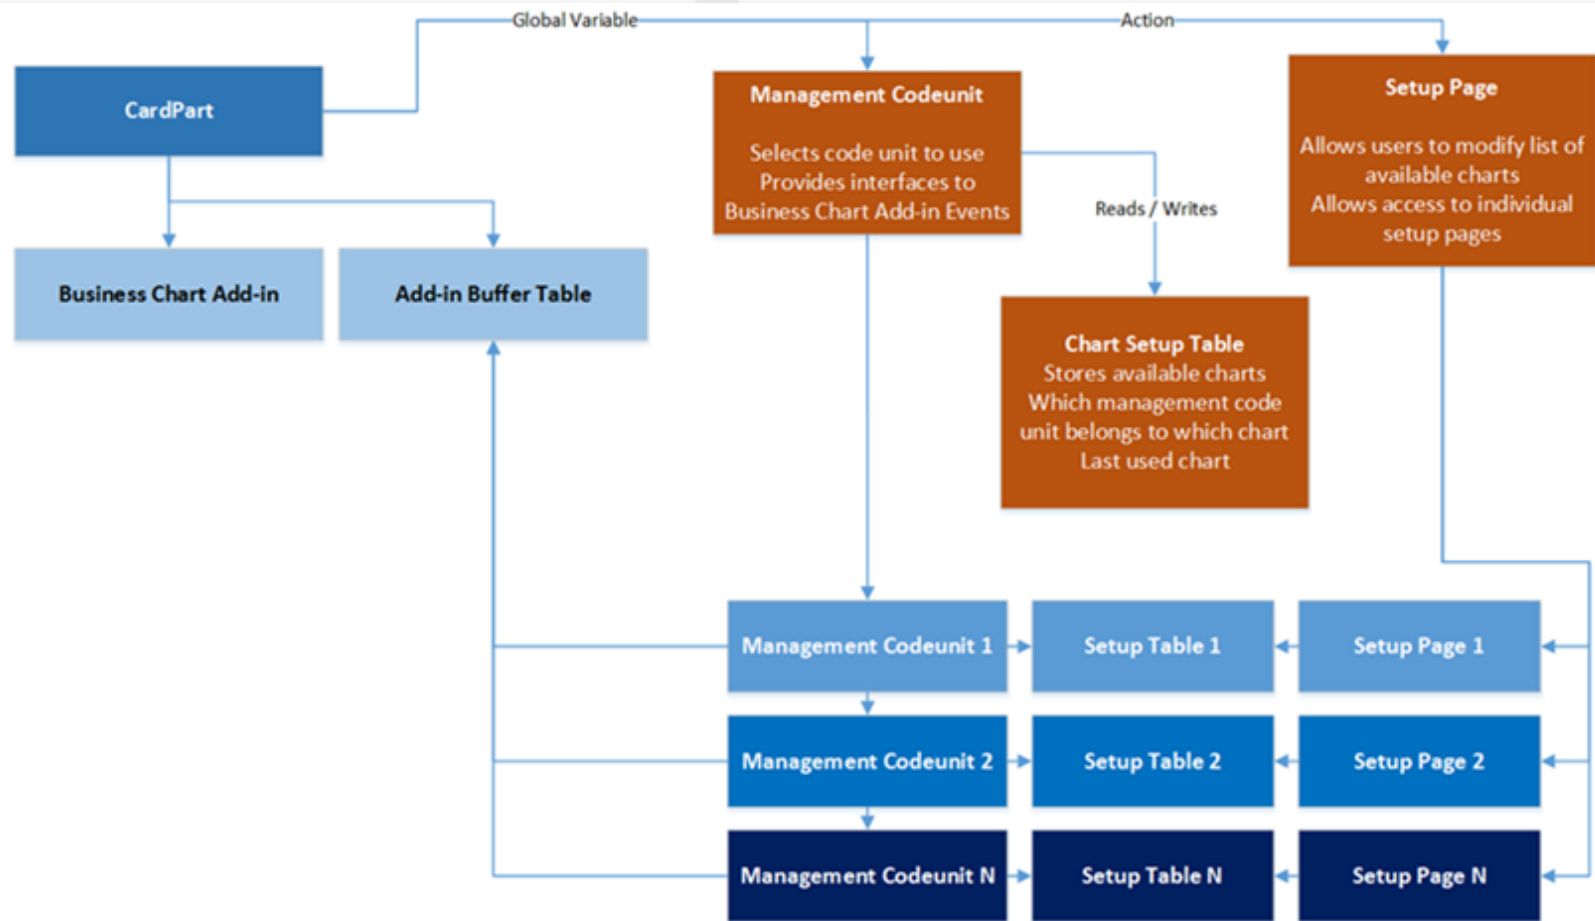 Global Variable
Action
CardPart
Management Codeunit
Selects code unit to use
Provides interfaces to
Business Chart Add-in Events
Setup Page
Allows users to modify list of
available charts
Allows access to individual
setup pages
Reads / Writes
Business Chart Add-in
Add-in Buffer Table
Chart Setup Table
Stores available charts
Which management code
unit belongs to which chart
Last used chart
Management Codeunit 1
Setup Table 1
Setup Page 1
Management Codeunit 2
Setup Table 2
Setup Page 2
Management Codeunit N
Setup Table N
Setup Page N